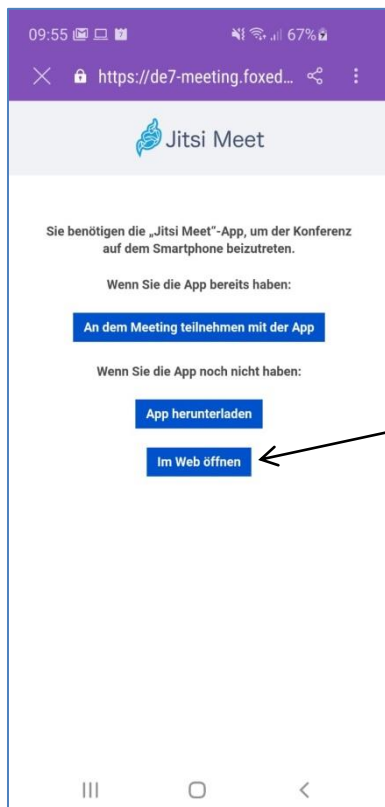 09:55 67%
https://de7-meeting.foxed...
Jitsi Meet
Sie benötigen die „Jitsi Meet"-App, um der Konferenz
auf dem Smartphone beizutreten.
Wenn Sie die App bereits haben:
An dem Meeting teilnehmen mit der App
Wenn Sie die App noch nicht haben:
App herunterladen
Im Web öffnen